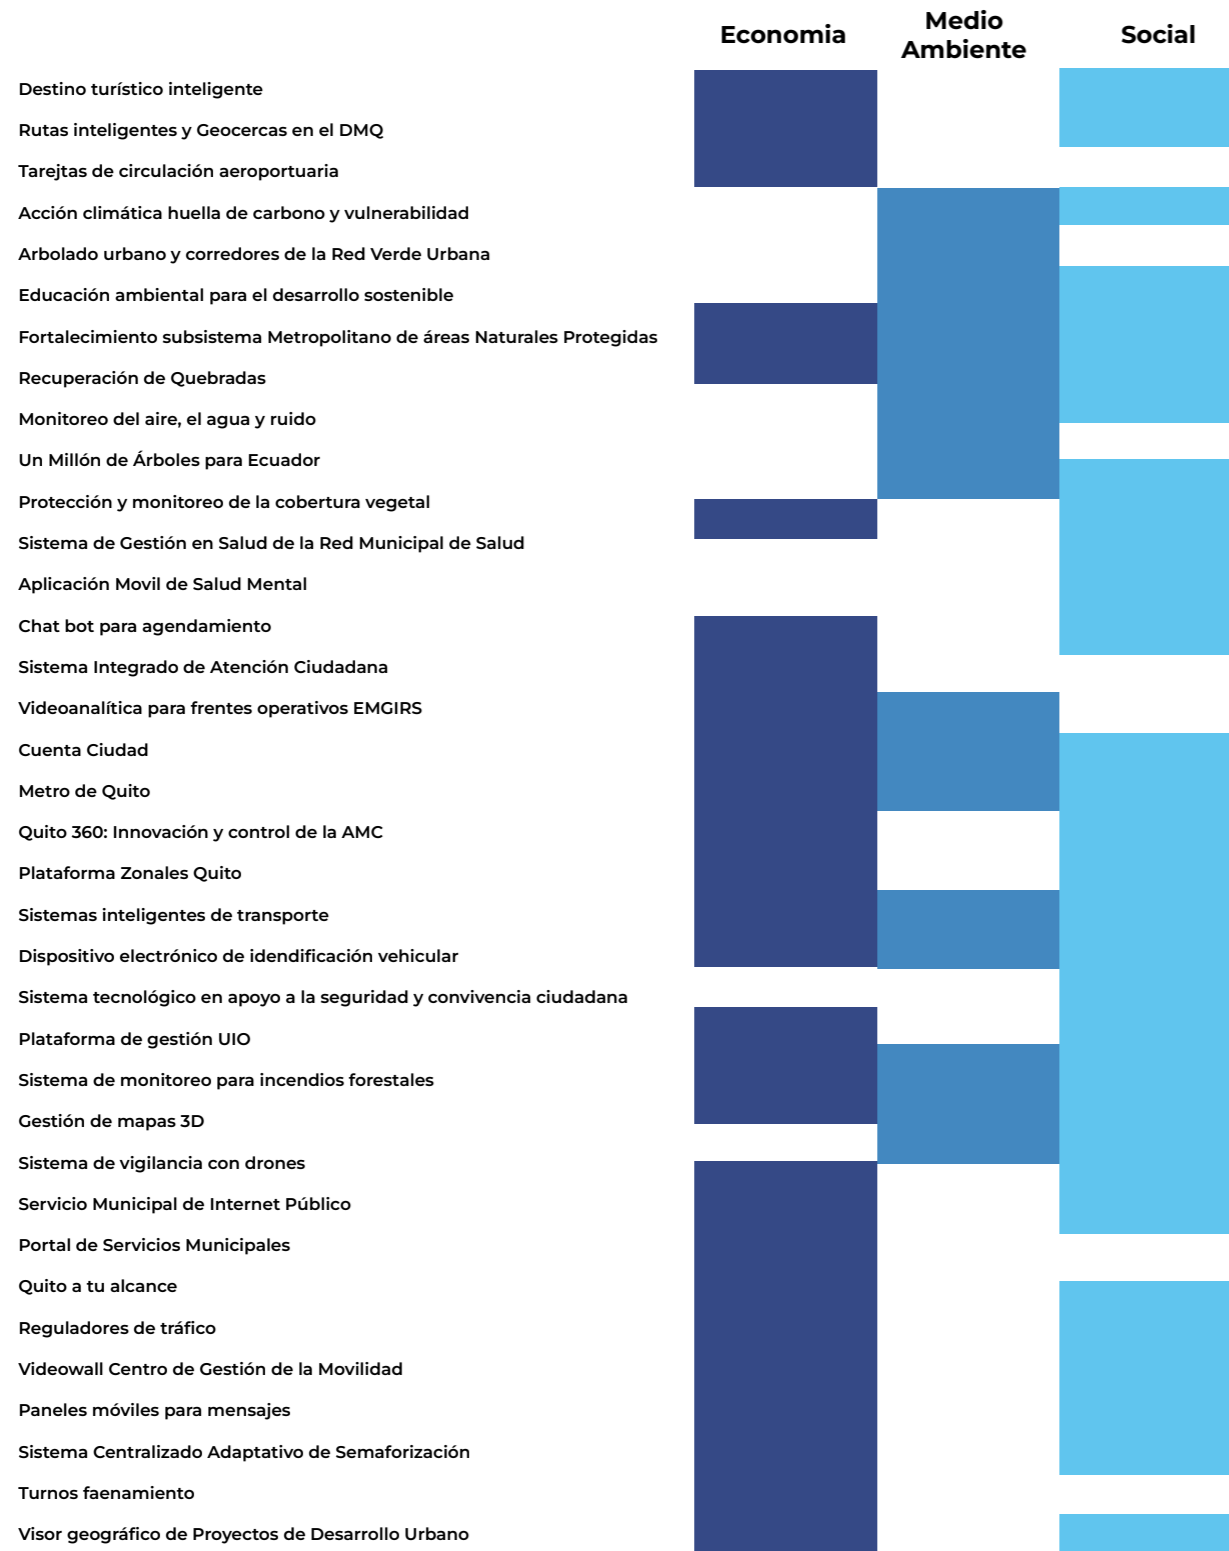 Economia
Medio
Ambiente
Social
Destino turístico inteligente
Rutas inteligentes y Geocercas en el DMQ
Tarejtas de circulación aeroportuaria
Acción climática huella de carbono y vulnerabilidad
Arbolado urbano y corredores de la Red Verde Urbana
Educación ambiental para el desarrollo sostenible
Fortalecimiento subsistema Metropolitano de áreas Naturales Protegidas
Recuperación de Quebradas
Monitoreo del aire, el agua y ruido
Un Millón de Árboles para Ecuador
Protección y monitoreo de la cobertura vegetal
Sistema de Gestión en Salud de la Red Municipal de Salud
Aplicación Movil de Salud Mental
Chat bot para agendamiento
Sistema Integrado de Atención Ciudadana
Videoanalítica para frentes operativos EMGIRS
Cuenta Ciudad
Metro de Quito
Quito 360: Innovación y control de la AMC
Plataforma Zonales Quito
Sistemas inteligentes de transporte
Dispositivo electrónico de idendificación vehicular
Sistema tecnológico en apoyo a la seguridad y convivencia ciudadana
Plataforma de gestión UIO
Sistema de monitoreo para incendios forestales
Gestión de mapas 3D
Sistema de vigilancia con drones
Servicio Municipal de Internet Público
Portal de Servicios Municipales
Quito a tu alcance
Reguladores de tráfico
Videowall Centro de Gestión de la Movilidad
Paneles móviles para mensajes
Sistema Centralizado Adaptativo de Semaforización
Turnos faenamiento
Visor geográfico de Proyectos de Desarrollo Urbano